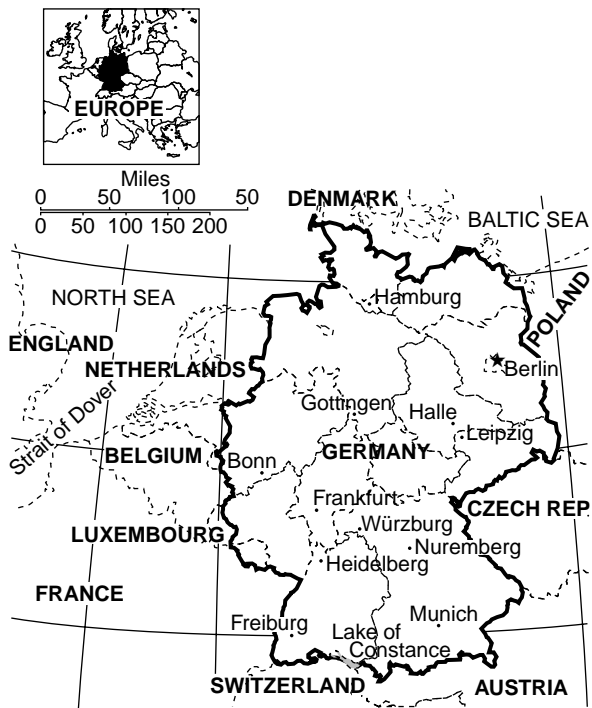 EUROPE
Miles
0 50 100 50
0 50 100 150 200
DENMARK
BALTIC SEA
NORTH SEA
Hamburg
POLAND
ENGLAND
NETHERLANDS
Berlin
Strait of Dover
Gottingen
Halle
Leipzig
BELGIUM
Bonn
GERMANY
Frankfurt
CZECH REP
LUXEMBOURG
Würzburg
Nuremberg
Heidelberg
FRANCE
Freiburg
Munich
Lake of
Constance
SWITZERLAND
AUSTRIA